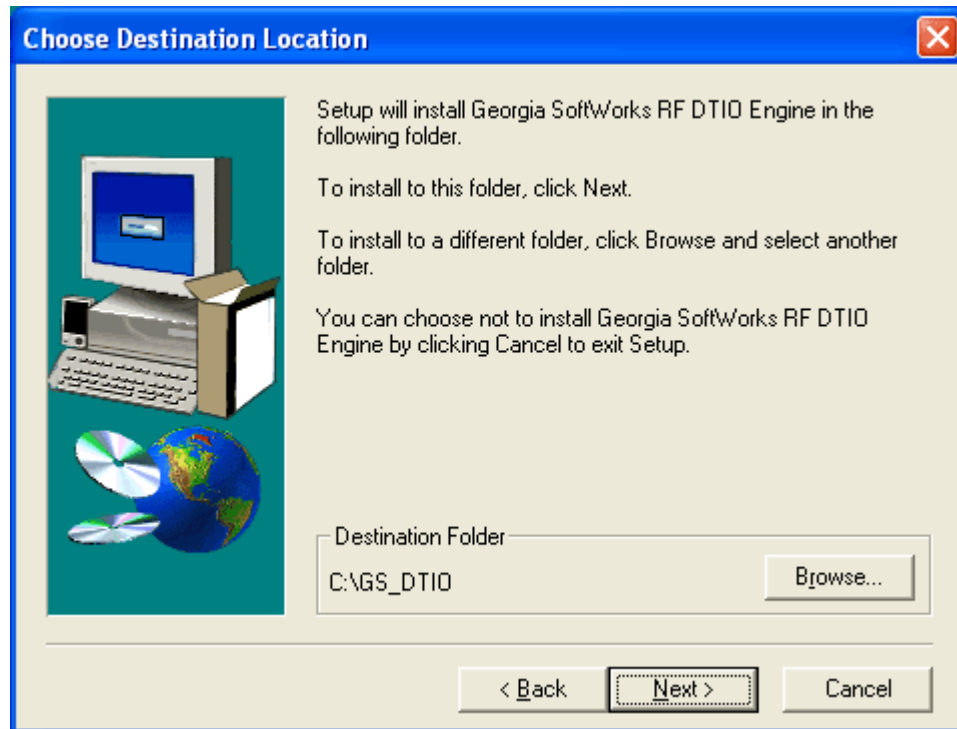 Choose Destination Location
Setup will install Georgia SoftWorks RF DTIO Engine in the
following folder.
To install to this folder, click Next.
To install to a different folder, click Browse and select another
folder.
You can choose not to install Georgia SoftWorks RF DTIO
Engine by clicking Cancel to exit Setup.
Destination Folder
C:\GS_DTIO
Browse...
< Back
Next >
Cancel